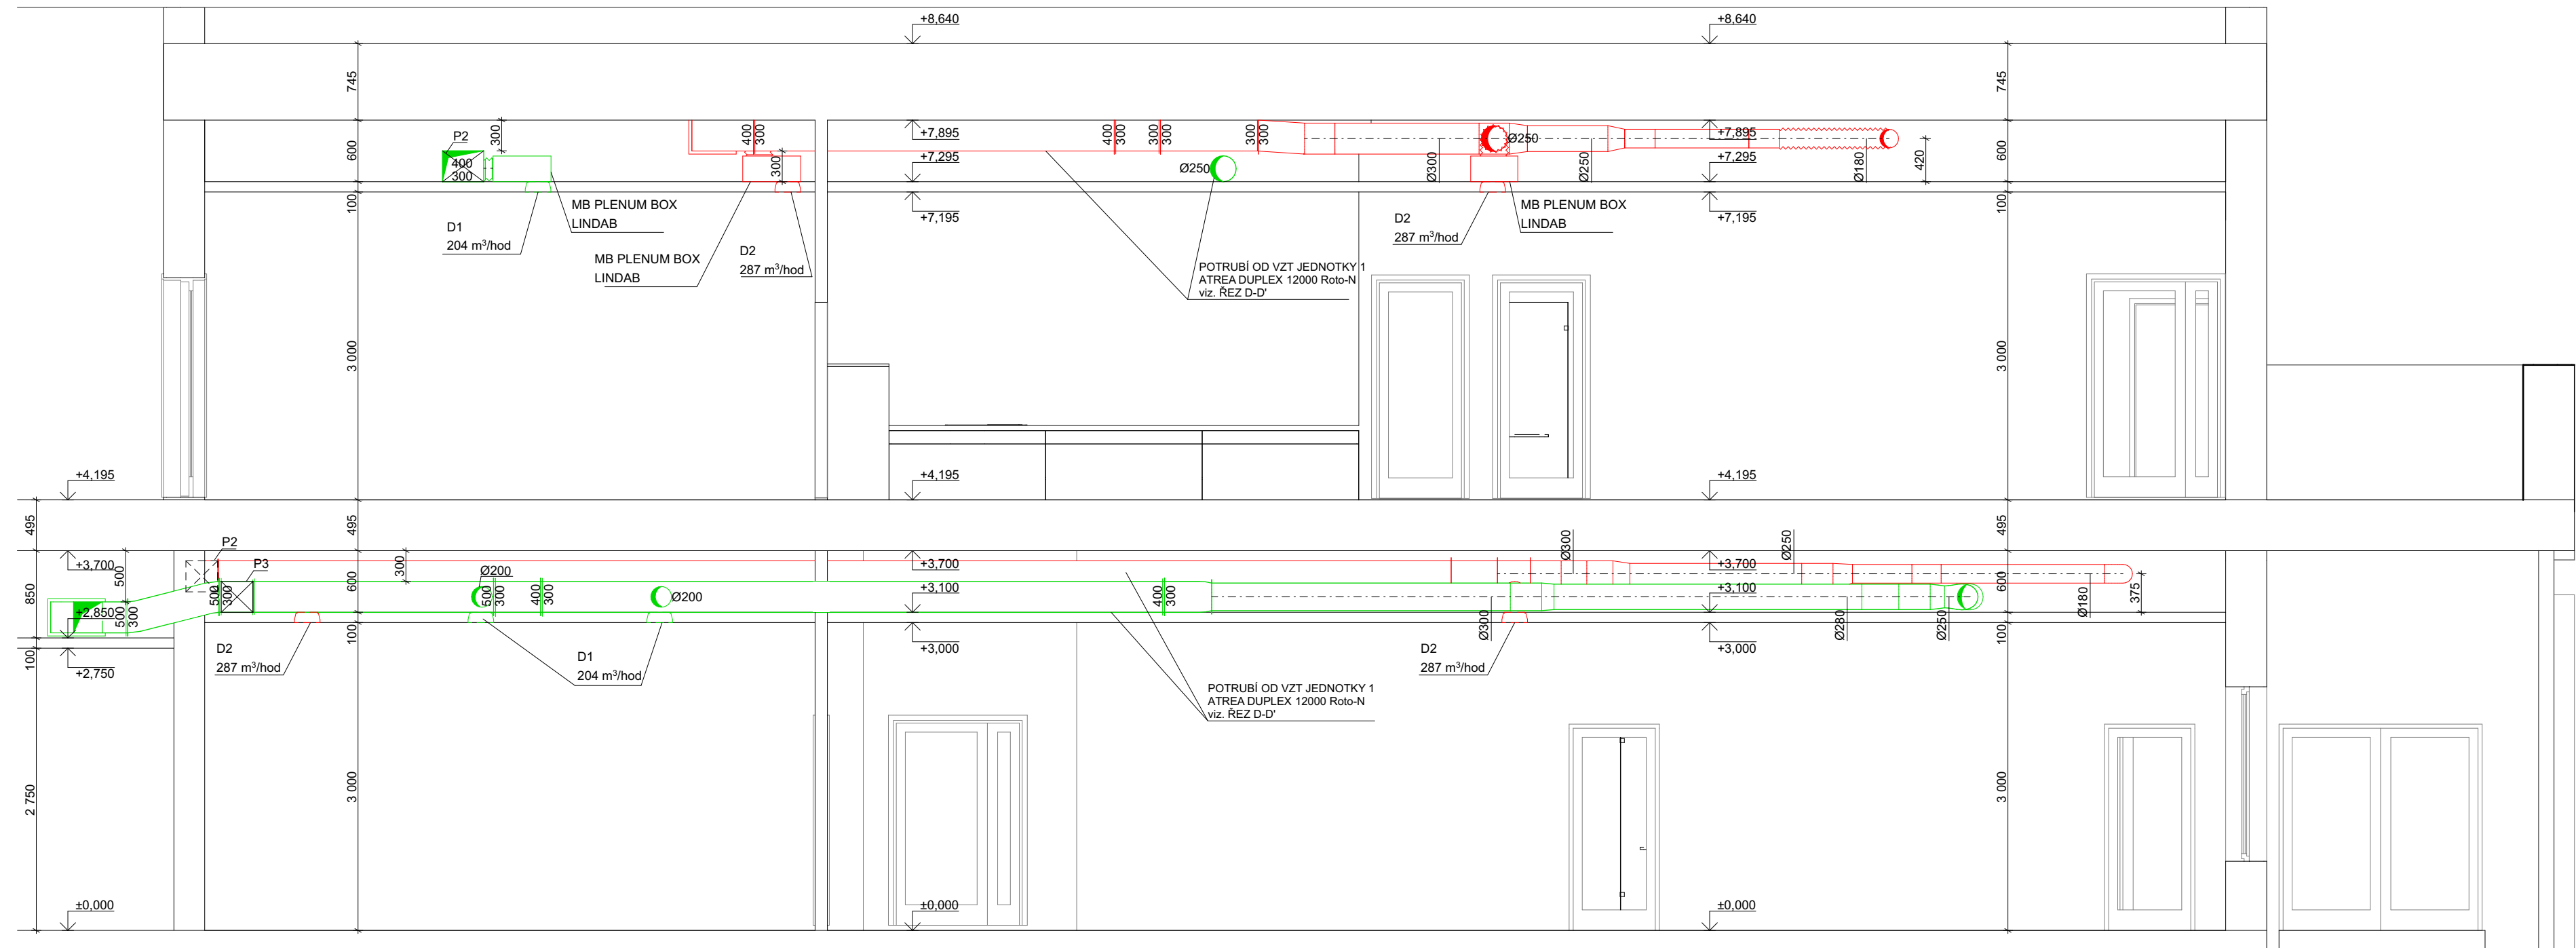 +8,640
+8,640
745
745
P2
300
400
300
400
300
300
300
300
300
+7,895
Ø250
+7,895
600
400
300
300
Ø250
+7,295
Ø300
Ø250
+7,295
Ø180
420
600
100
+7,195
+7,195
100
MB PLENUM BOX
LINDAB
D1
204 m³/hod
MB PLENUM BOX
LINDAB
D2
287 m³/hod
D2
287 m³/hod
MB PLENUM BOX
LINDAB
POTRUBÍ OD VZT JEDNOTKY 1
ATREA DUPLEX 12000 Roto-N
viz. ŘEZ D-D'
3 000
3 000
+4,195
+4,195
+4,195
495
495
495
P2
P3
+3,700
500
300
+3,700
Ø300
Ø250
+3,700
850
600
Ø200
500
300
500
300
400
300
Ø200
400
300
+3,100
+3,100
600
+2,850
500
300
Ø300
Ø280
Ø250
Ø180
375
100
100
+3,000
+3,000
100
+2,750
D2
287 m³/hod
D1
204 m³/hod
D2
287 m³/hod
POTRUBÍ OD VZT JEDNOTKY 1
ATREA DUPLEX 12000 Roto-N
viz. ŘEZ D-D'
2 750
3 000
3 000
±0,000
±0,000
±0,000